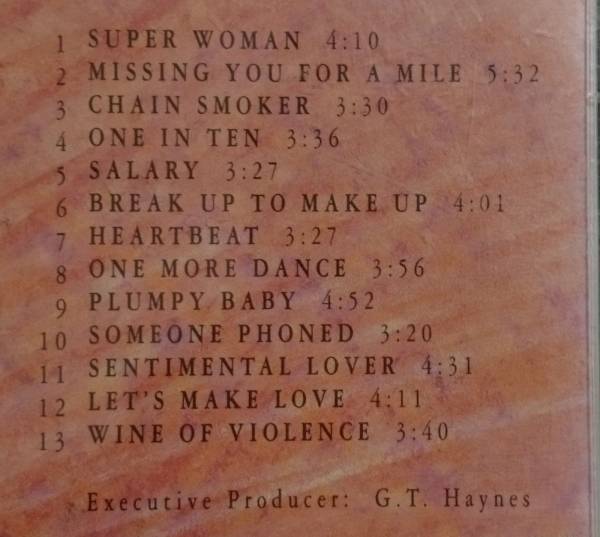 1 SUPER WOMAN 4:10
2 MISSING YOU FOR A MILE 5:32
3 CHAIN SMOKER 3:30
4 ONE IN TEN 3:36
5 SALARY 3:27
6 BREAK UP TO MAKE UP 4:01
7 HEARTBEAT 3:27
8 ONE MORE DANCE 3:56
9 PLUMPY BABY 4:52
10 SOMEONE PHONED 3:20
11 SENTIMENTAL LOVER 4:31
12 LET'S MAKE LOVE 4:11
13 WINE OF VIOLENCE 3:40
Executive Producer: G.T. Haynes